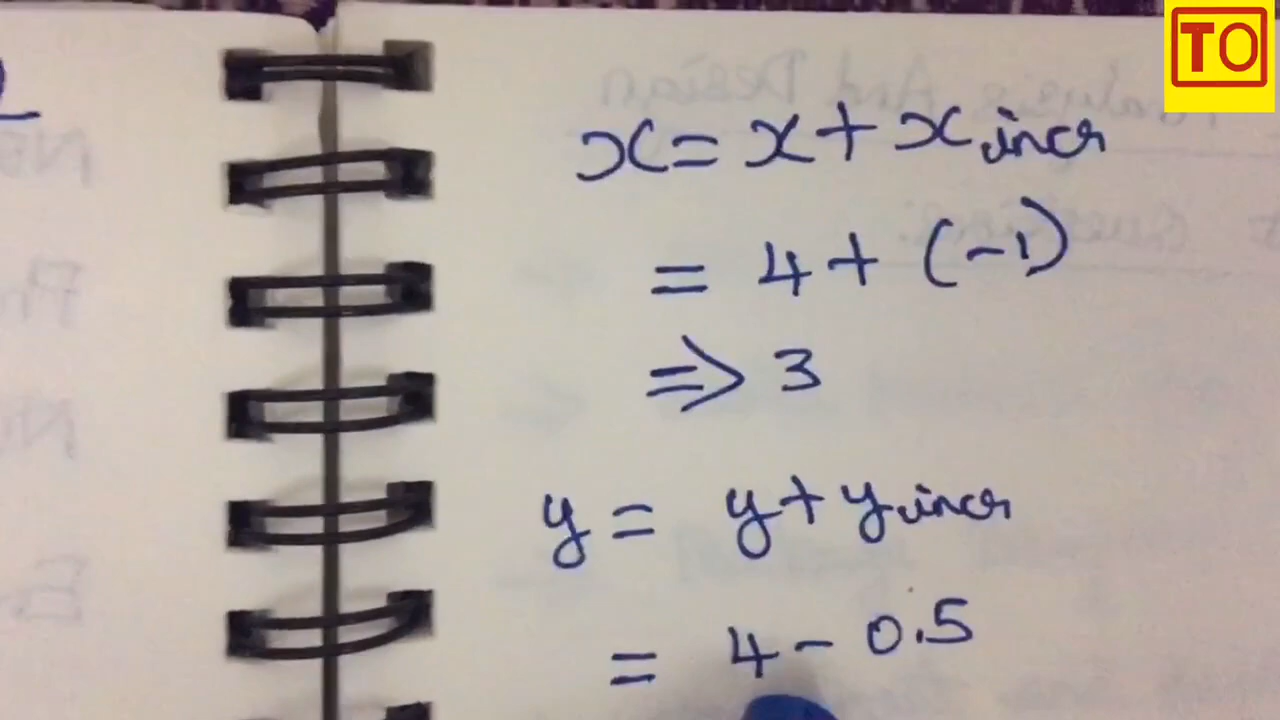 TO
x = x + x incr
= 4 + (-1)
⇒ 3
y = y + y incr
= 4 - 0.5